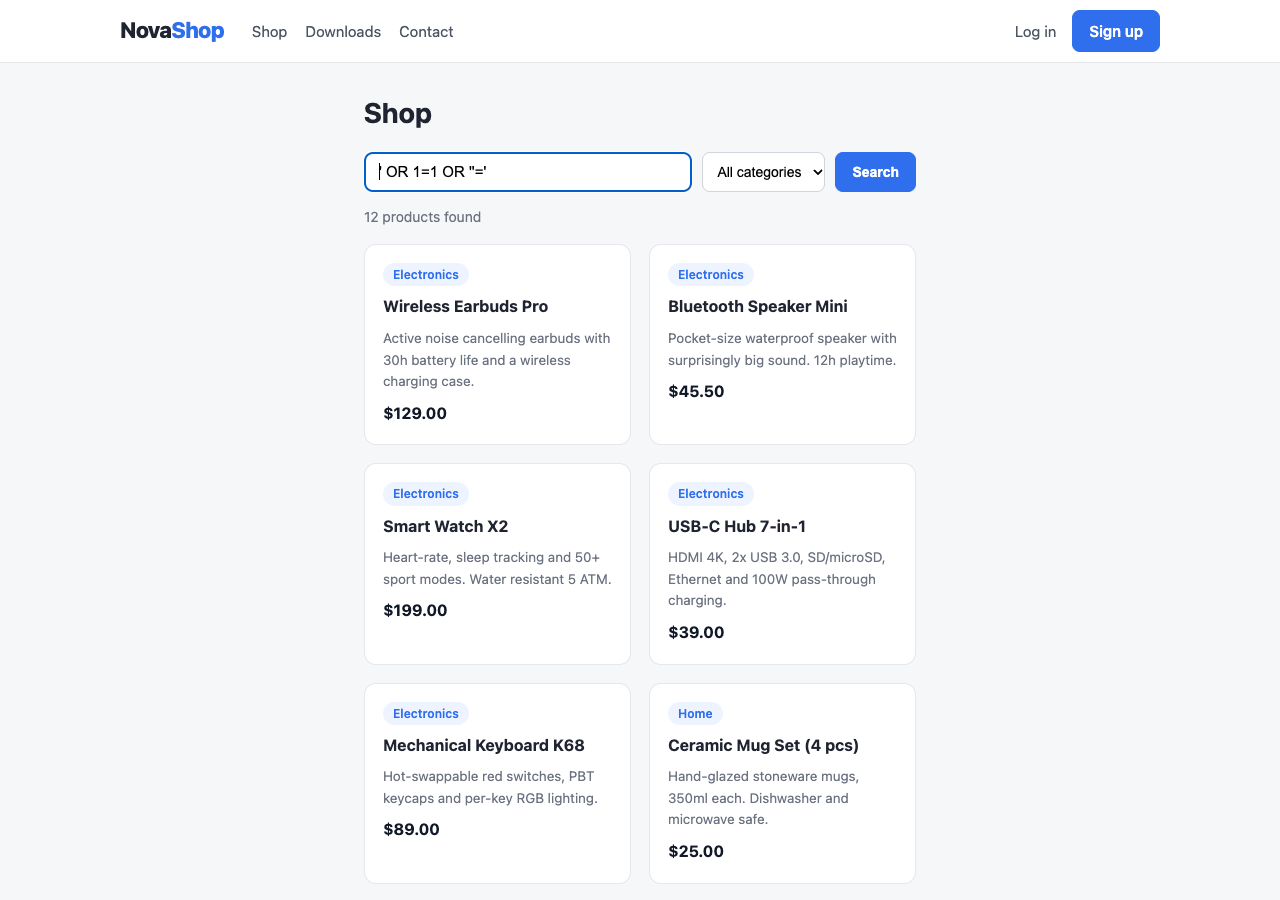 NovaShop Shop Downloads Contact Log in Sign up
Shop
' OR 1=1 OR "=' All categories Search
12 products found
Electronics
Wireless Earbuds Pro
Active noise cancelling earbuds with
30h battery life and a wireless
charging case.
$129.00
Electronics
Bluetooth Speaker Mini
Pocket-size waterproof speaker with
surprisingly big sound. 12h playtime.
$45.50
Electronics
Smart Watch X2
Heart-rate, sleep tracking and 50+
sport modes. Water resistant 5 ATM.
$199.00
Electronics
USB-C Hub 7-in-1
HDMI 4K, 2x USB 3.0, SD/microSD,
Ethernet and 100W pass-through
charging.
$39.00
Electronics
Mechanical Keyboard K68
Hot-swappable red switches, PBT
keycaps and per-key RGB lighting.
$89.00
Home
Ceramic Mug Set (4 pcs)
Hand-glazed stoneware mugs,
350ml each. Dishwasher and
microwave safe.
$25.00